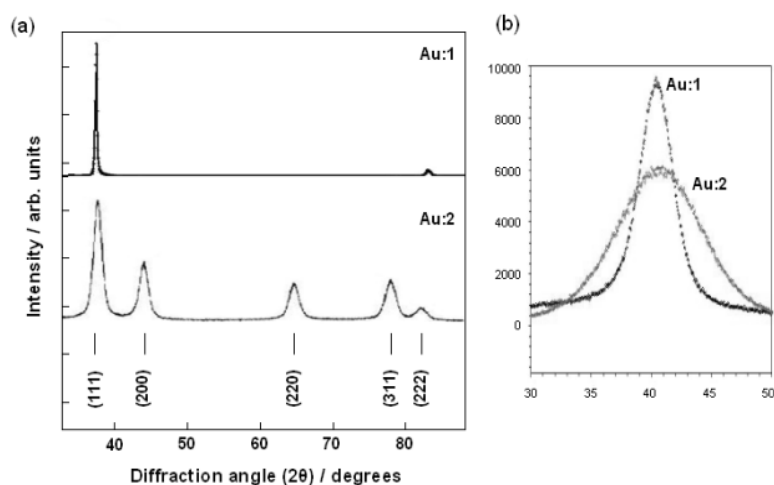 (a)
Au:1
Au:2
Intensity / arb. units
(111)
(200)
(220)
(311)
(222)
40
50
60
70
80
Diffraction angle (2θ) / degrees
(b)
10000
8000
6000
4000
2000
0
Au:1
Au:2
30
35
40
45
50